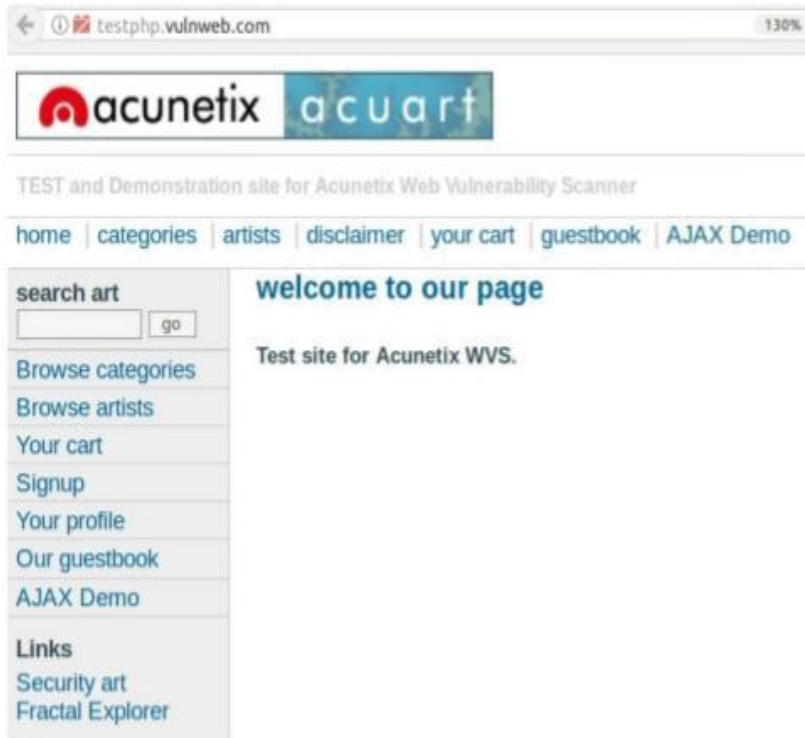 testphp.vulnweb.com 130%
acunetix acuart
TEST and Demonstration site for Acunetix Web Vulnerability Scanner
home | categories | artists | disclaimer | your cart | guestbook | AJAX Demo
search art
go
Browse categories
Browse artists
Your cart
Signup
Your profile
Our guestbook
AJAX Demo
Links
Security art
Fractal Explorer
welcome to our page
Test site for Acunetix WVS.